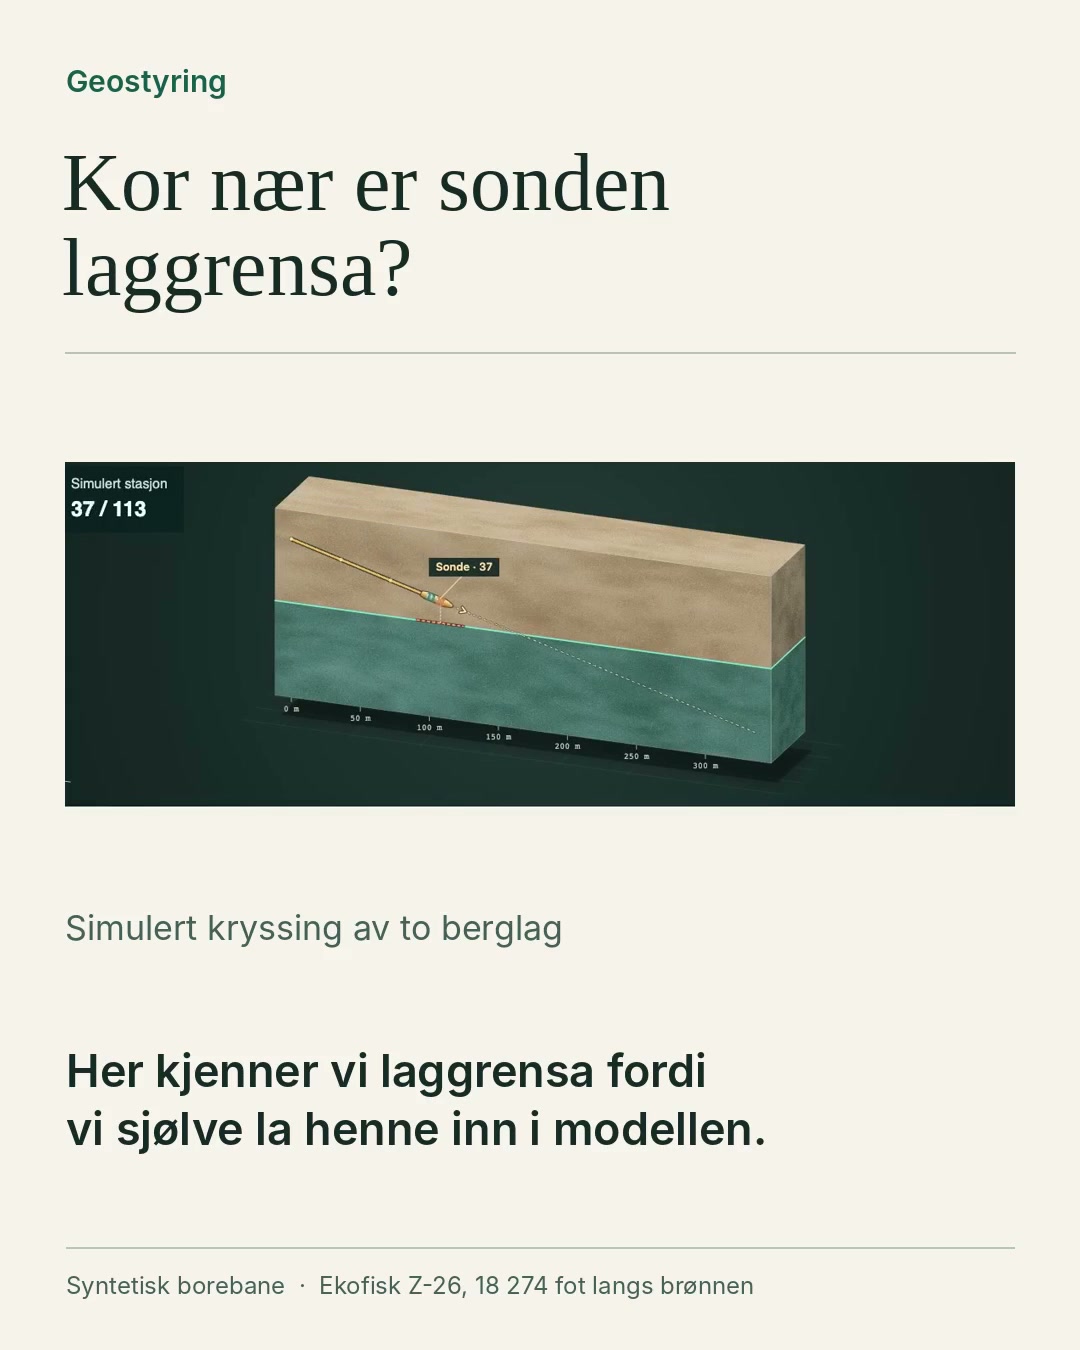 Geostyring
Kor nær er sonden
laggrensa?
Simulert stasjon
37 / 113
Sonde · 37
0 m
50 m
100 m
150 m
200 m
250 m
300 m
Simulert kryssing av to berglag
Her kjenner vi laggrensa fordi
vi sjølve la henne inn i modellen.
Syntetisk borebane · Ekofisk Z-26, 18 274 fot langs brønnen